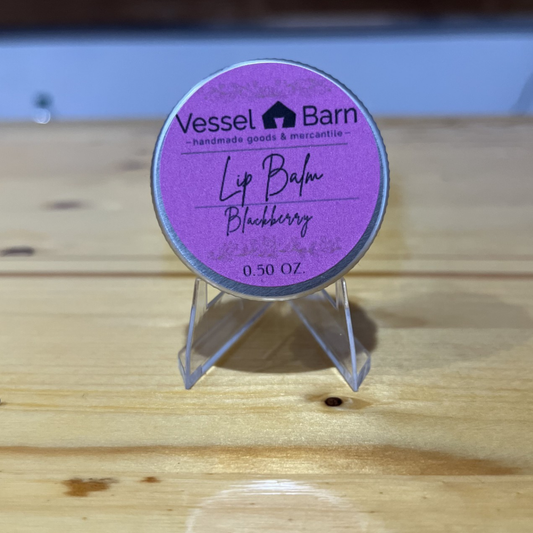 Vessel Barn
-handmade goods & mercantile-
Lip Balm
Blackberry
0.50 OZ.